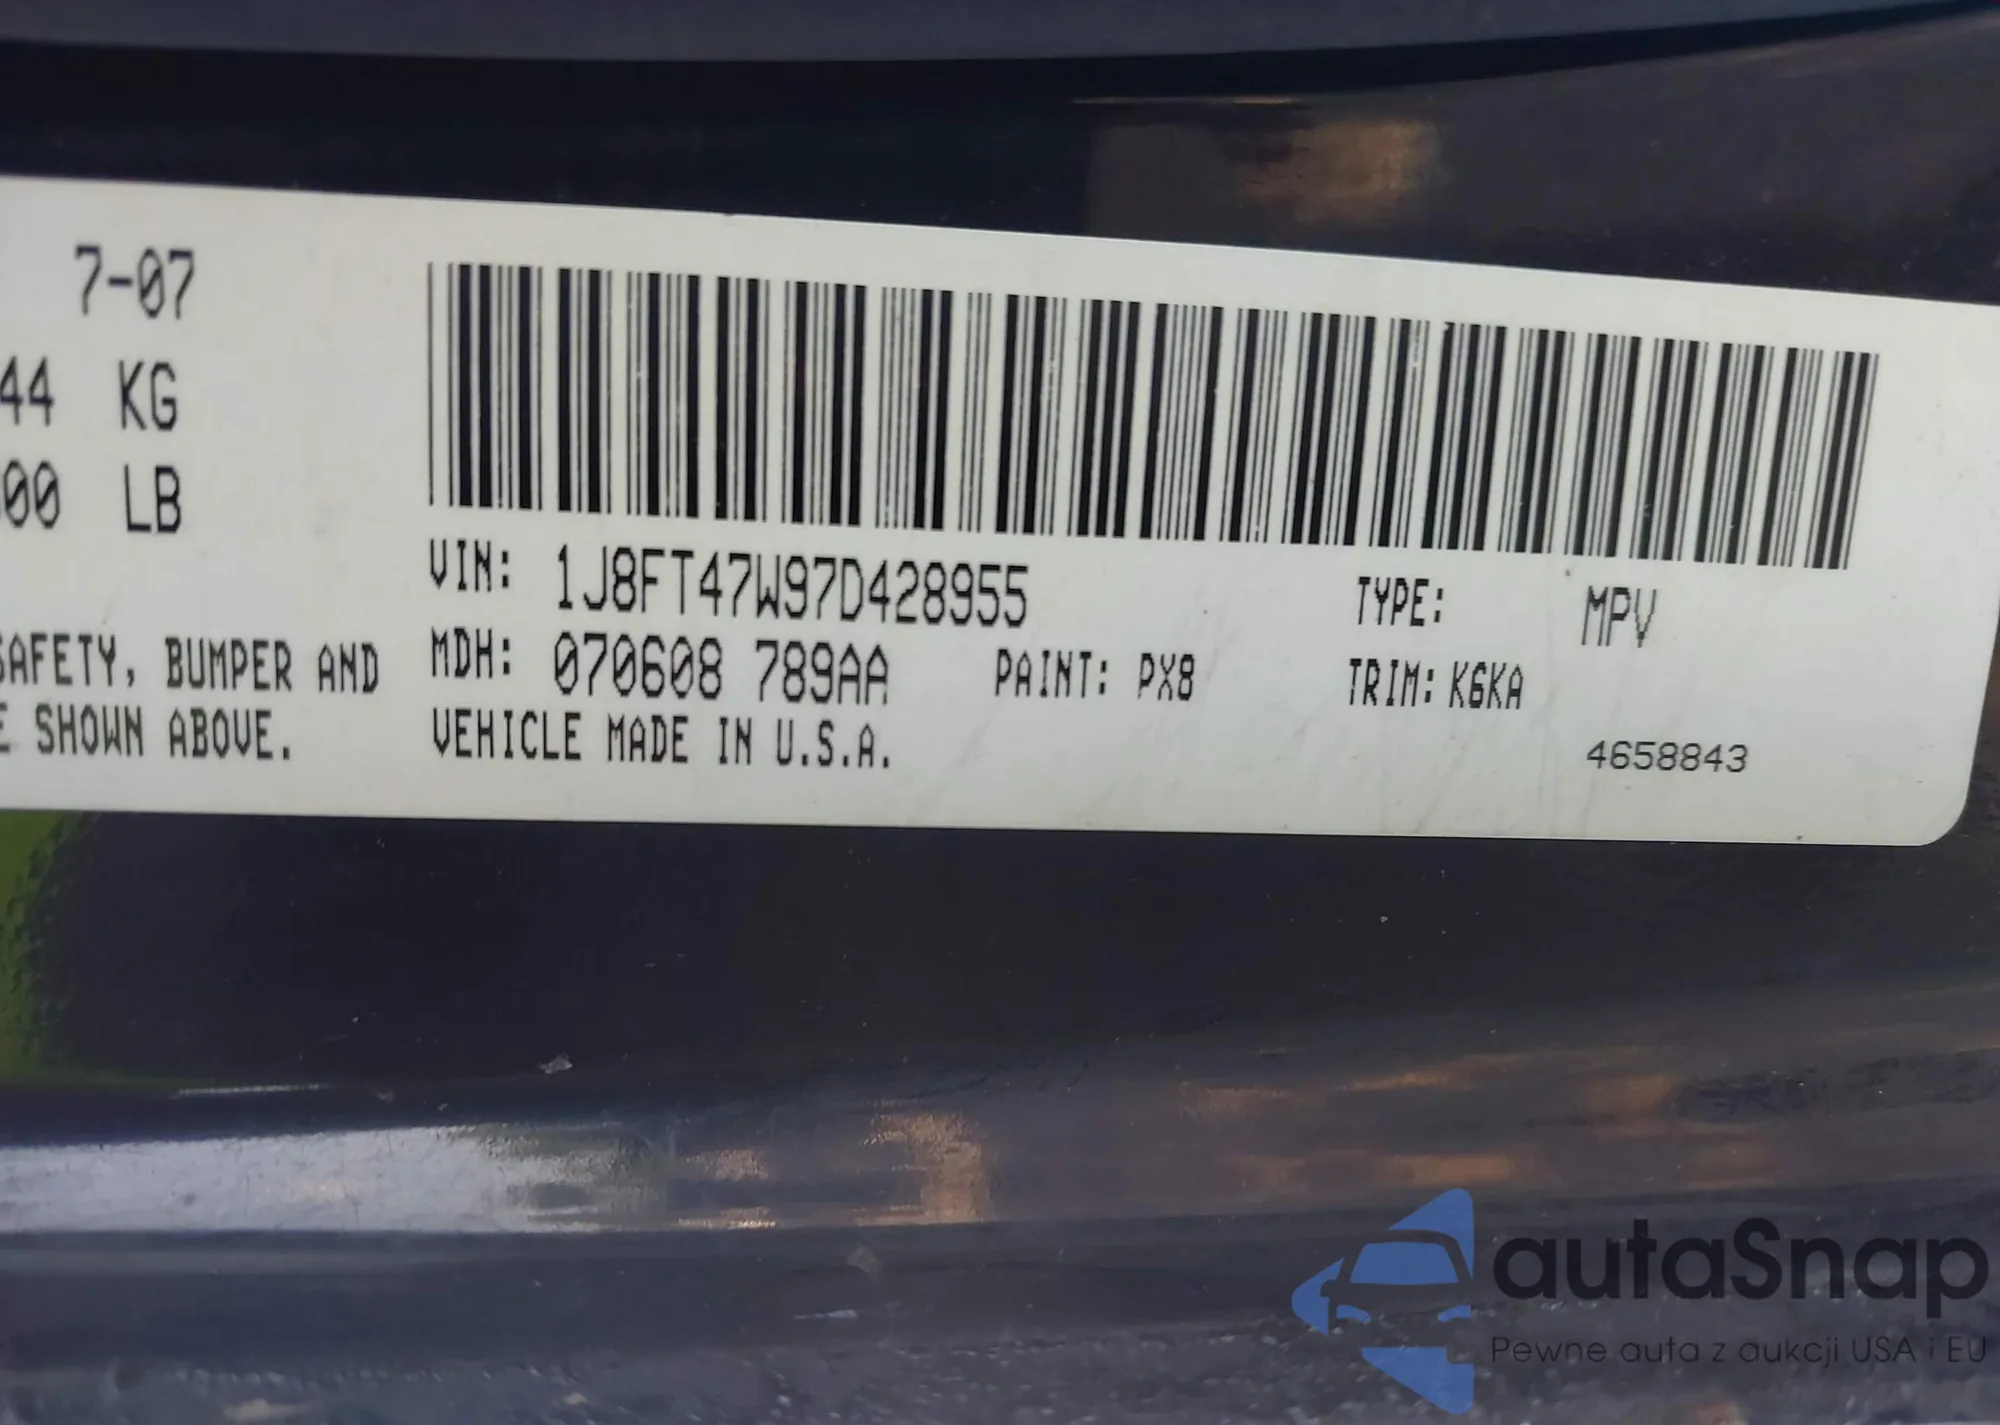 7-07
44 KG
00 LB
VIN: 1J8FT47W97D428955 TYPE: MPV
SAFETY, BUMPER AND MDH: 070608 789AA PAINT: PX8 TRIM: K6KA
E SHOWN ABOVE. VEHICLE MADE IN U.S.A.
4658843
autaSnap
Pewne auta z aukcji USA i EU